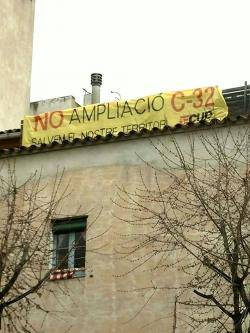 NO AMPLIACIÓ C-32
SALVEM EL NOSTRE TERRITORI CUP